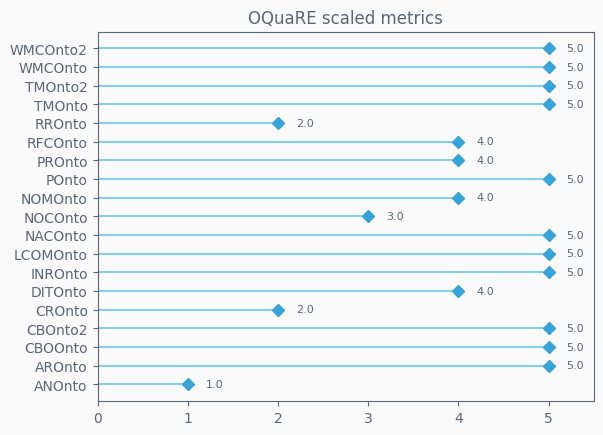 OQuaRE scaled metrics
WMCOnto2 5.0
WMCOnto 5.0
TMOnto2 5.0
TMOnto 5.0
RROnto 2.0
RFCOnto 4.0
PROnto 4.0
POnto 5.0
NOMOnto 4.0
NOCOnto 3.0
NACOnto 5.0
LCOMOnto 5.0
INROnto 5.0
DITOnto 4.0
CROnto 2.0
CBOnto2 5.0
CBOOnto 5.0
AROnto 5.0
ANOnto 1.0
0 1 2 3 4 5